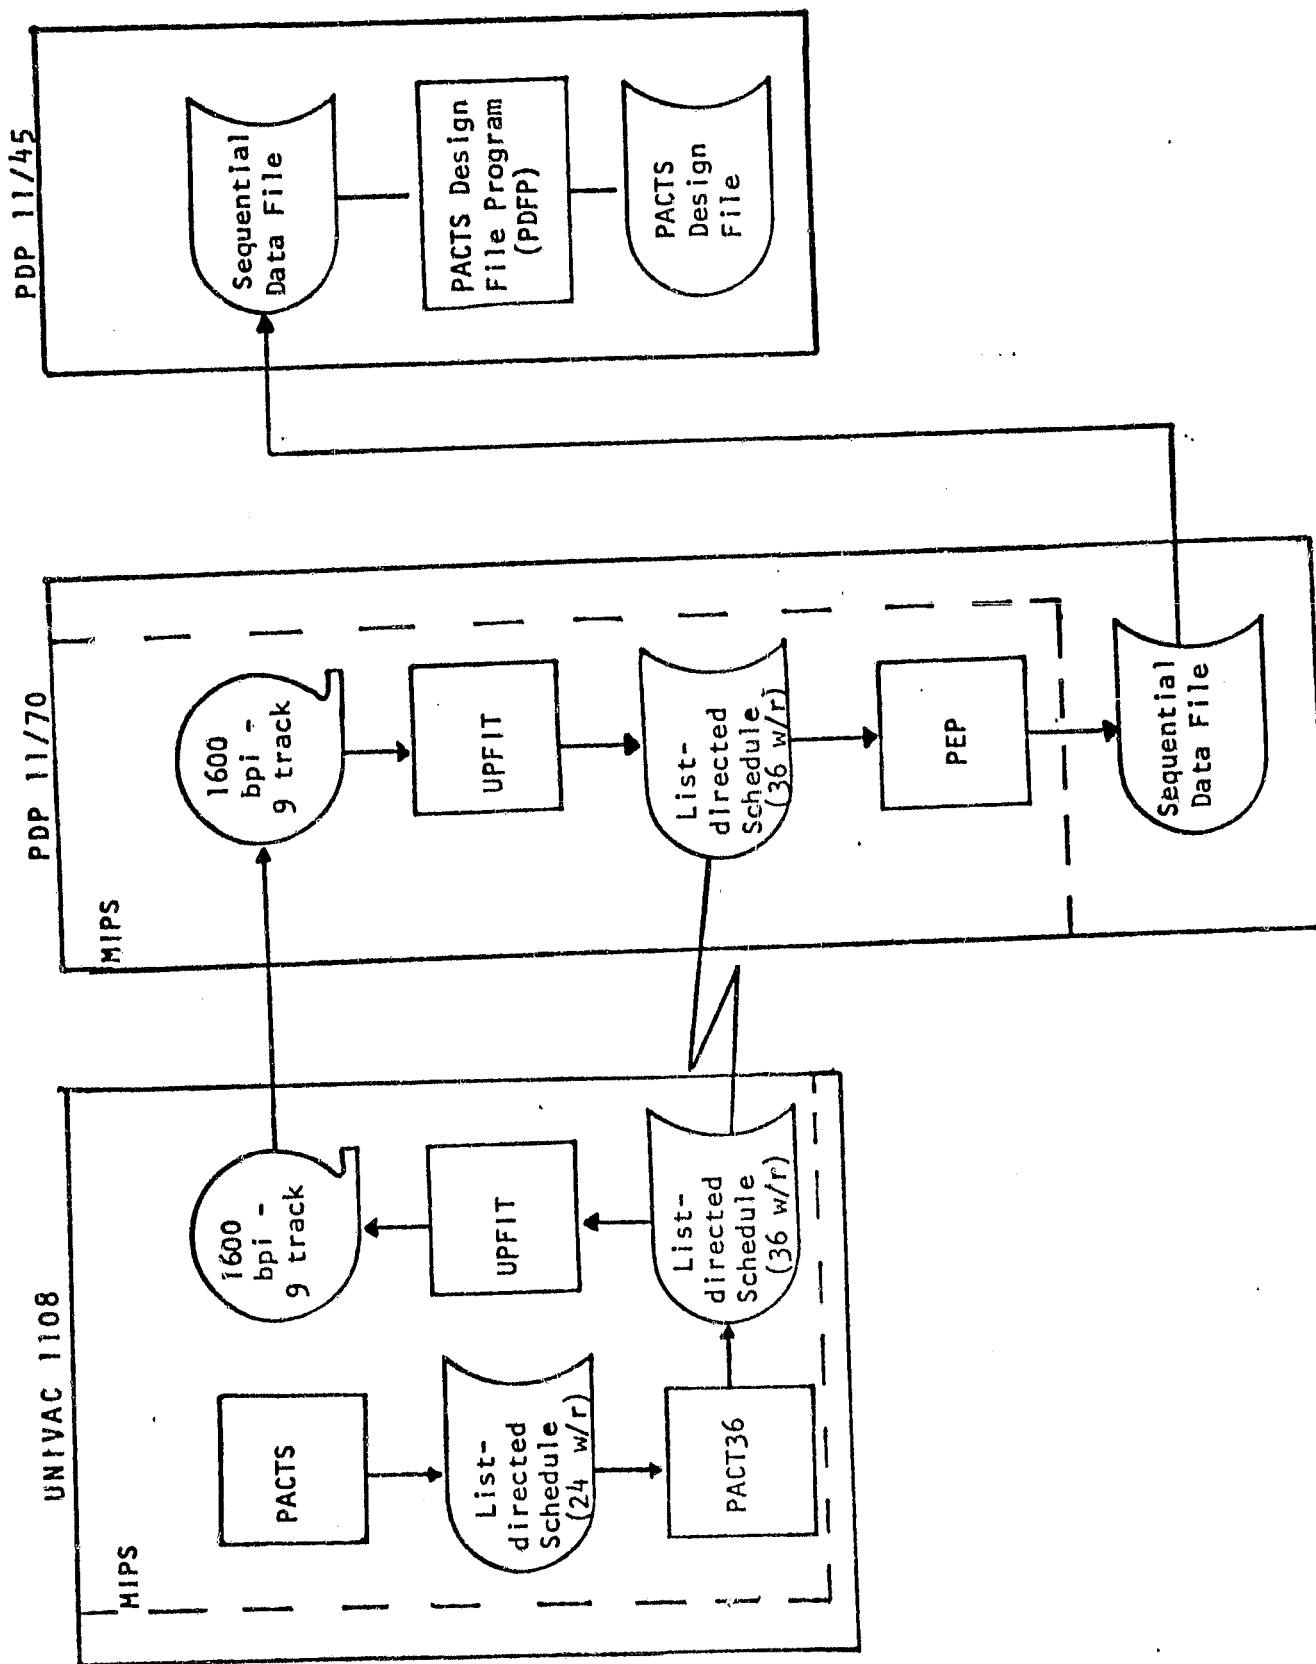 UNIVAC 1108
MIPS
PACTS
List-
directed
Schedule
(24 w/r)
PACT36
1600
bpi -
9 track
UPFIT
List-
directed
Schedule
(36 w/r)
PDP 11/70
MIPS
1600
bpi -
9 track
UPFIT
List-
directed
Schedule
(36 w/r)
PEP
Sequential
Data File
PDP 11/45
Sequential
Data File
PACTS Design
File Program
(PDFP)
PACTS
Design
File